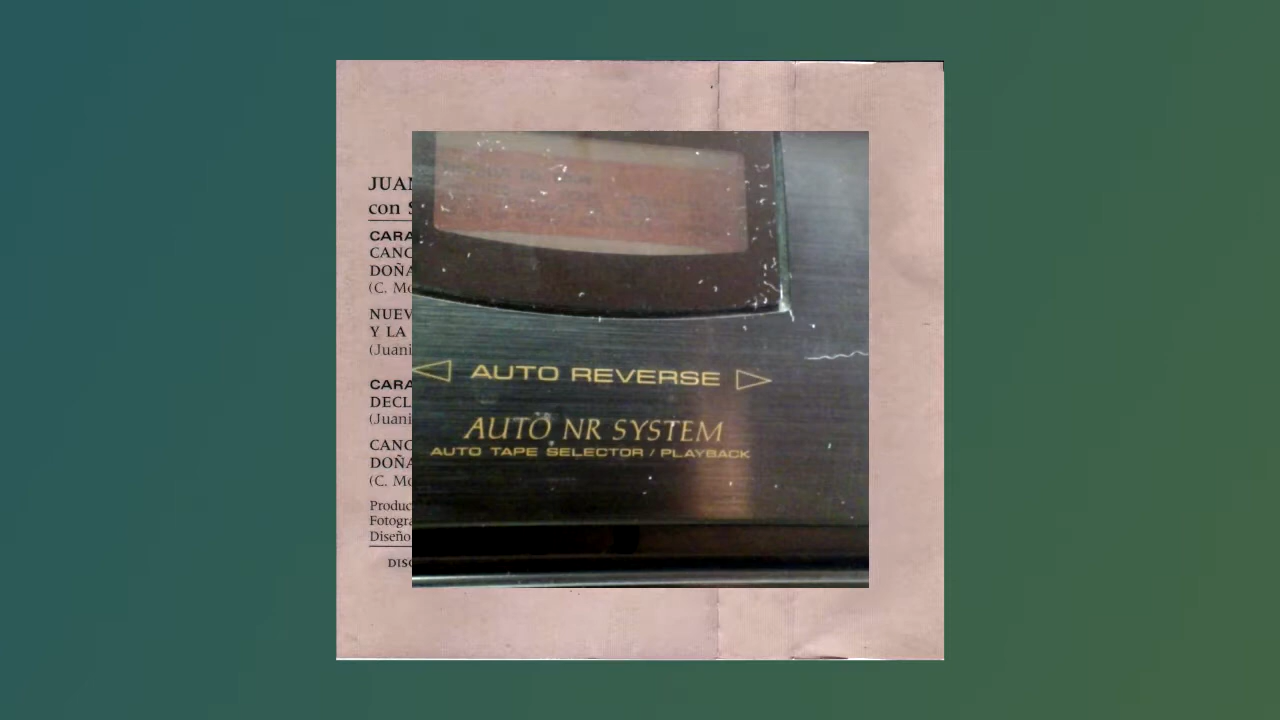 JUAN
con S
CARA
CANC
DOÑA
(C. Mo
NUEV
Y LA
(Juani
CARA
DECL
(Juani
CANC
DOÑA
(C. Mo
Produc
Fotogra
Diseño
DISC
AUTO REVERSE
AUTO NR SYSTEM
AUTO TAPE SELECTOR / PLAYBACK